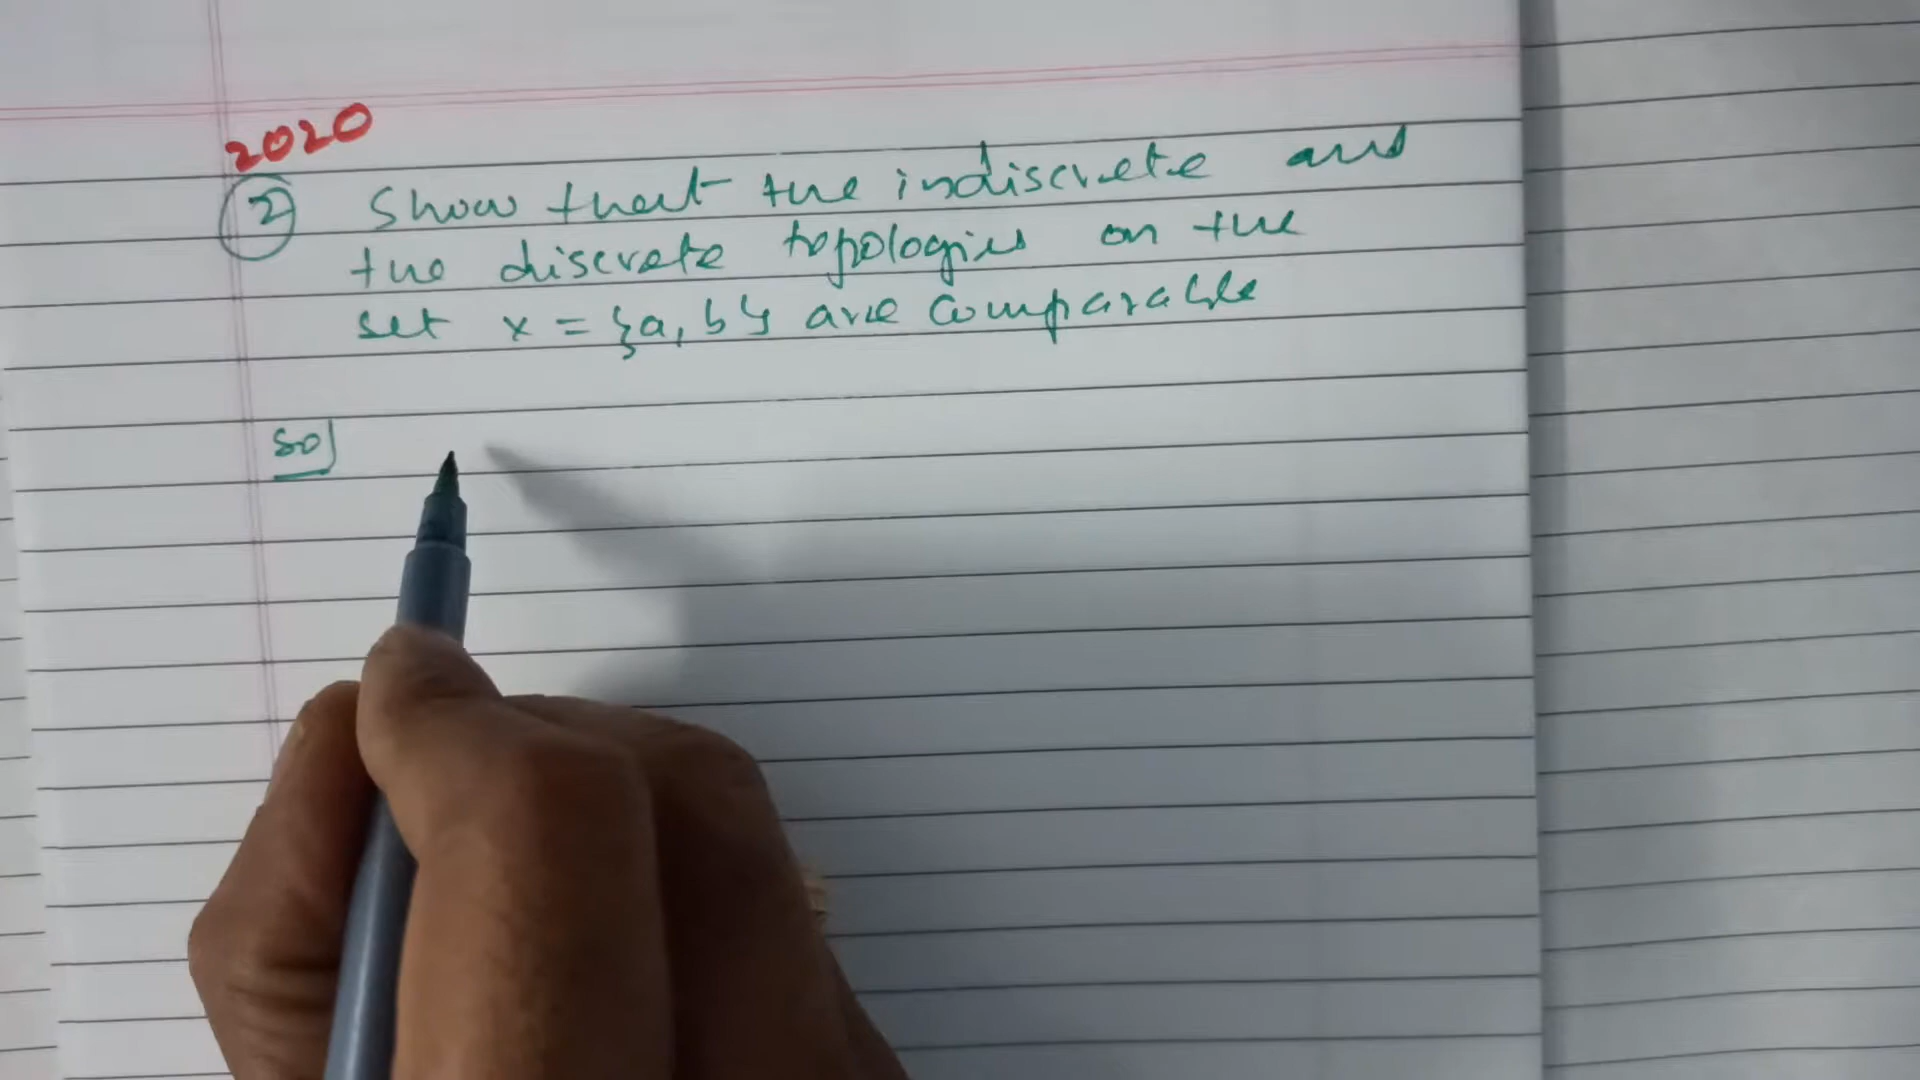 2020
2 Show that the indiscrete and
the discrete topologies on the
set x = {a, b} are comparable
Sol